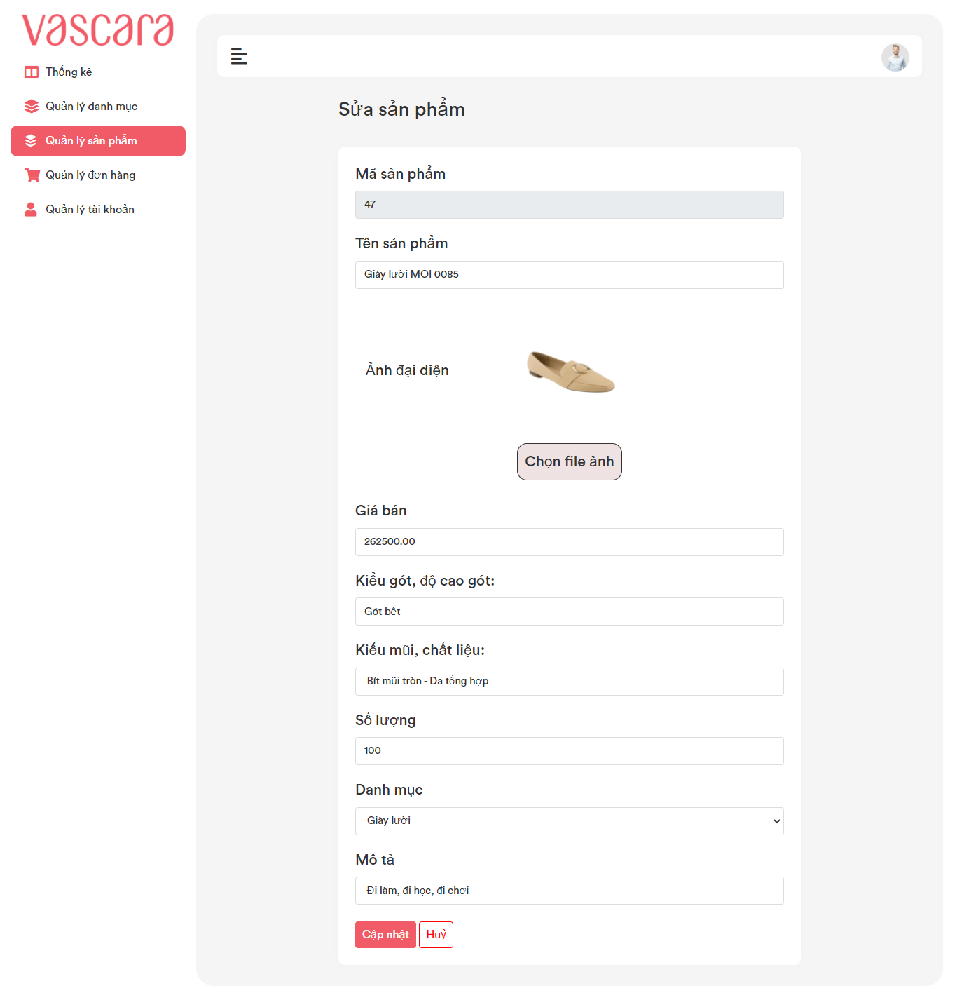 vascara
Thống kê
Quản lý danh mục
Quản lý sản phẩm
Quản lý đơn hàng
Quản lý tài khoản
Sửa sản phẩm
Mã sản phẩm
47
Tên sản phẩm
Giày lười MOI 0085
Ảnh đại diện
Chọn file ảnh
Giá bán
262500.00
Kiểu gót, độ cao gót:
Gót bệt
Kiểu mũi, chất liệu:
Bít mũi tròn - Da tổng hợp
Số lượng
100
Danh mục
Giày lười
Mô tả
Đi làm, đi học, đi chơi
Cập nhật Huỷ